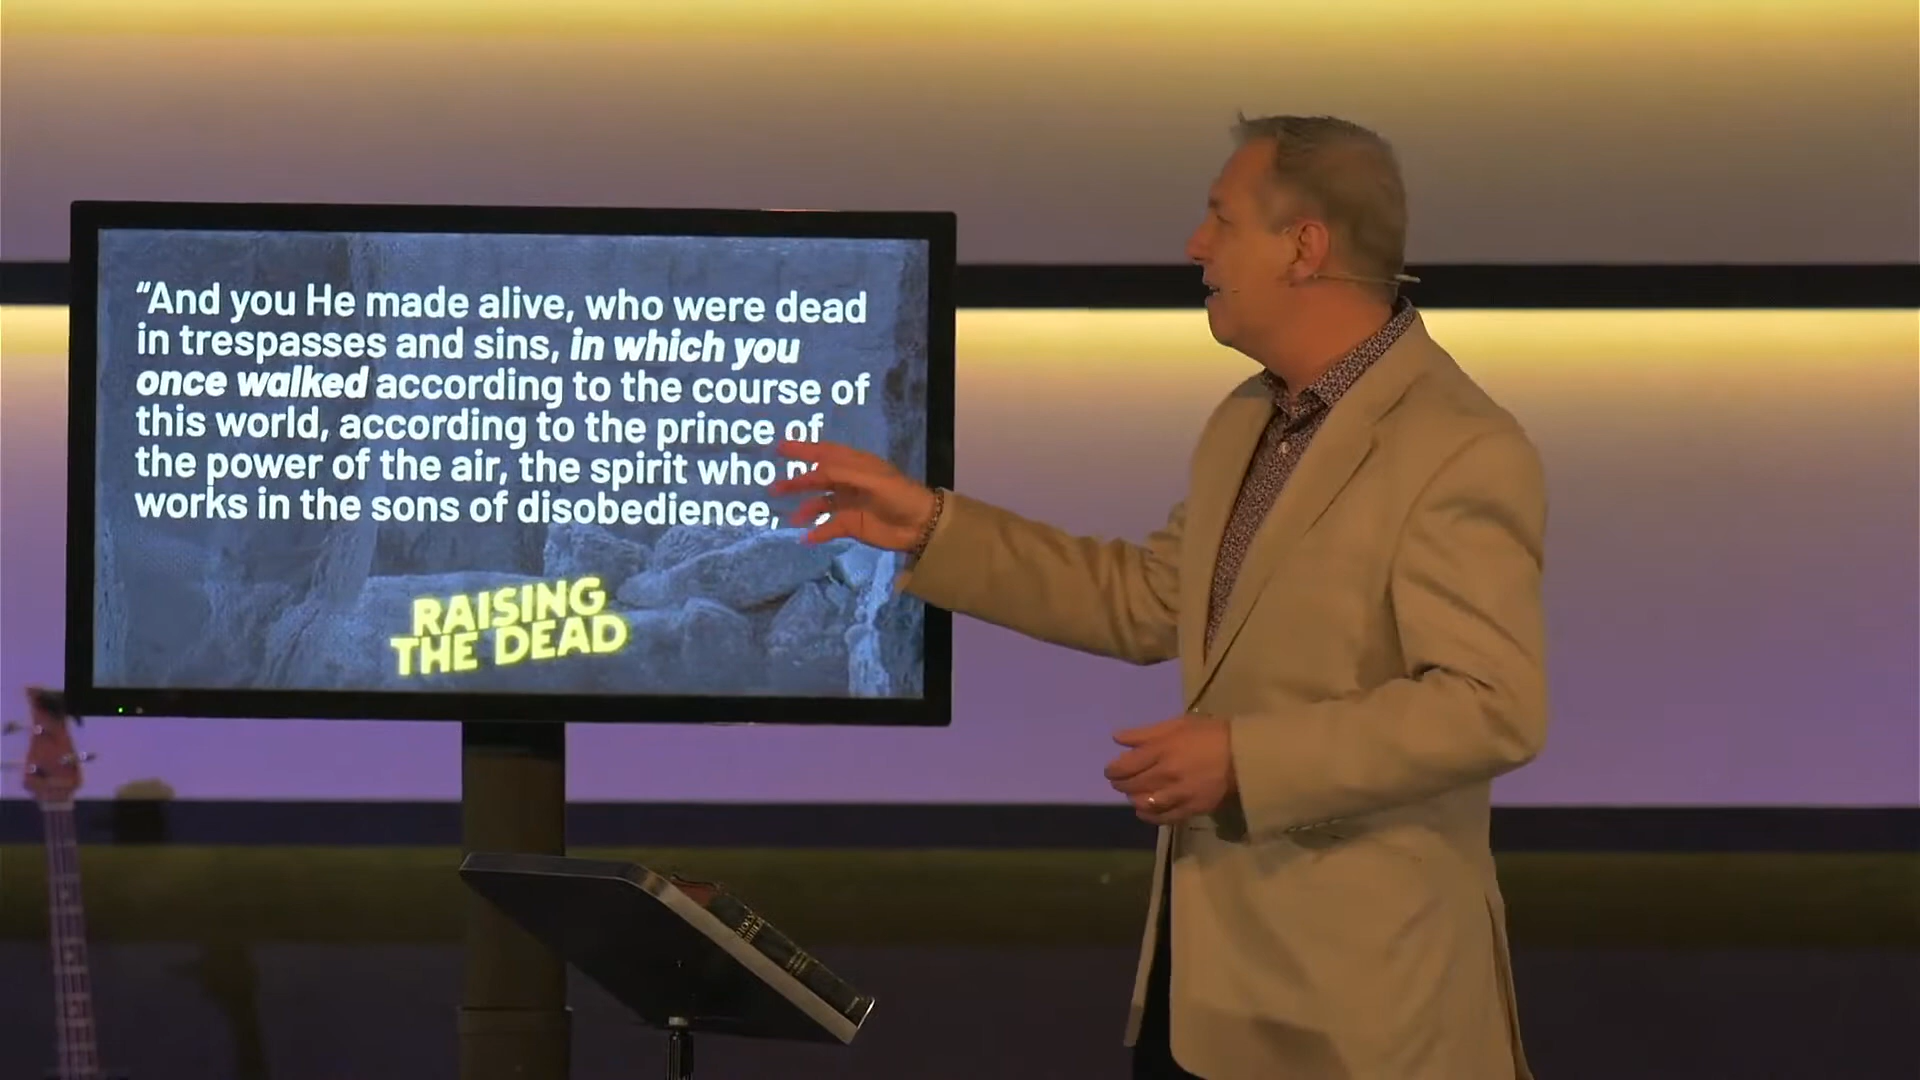 “And you He made alive, who were dead
in trespasses and sins, in which you
once walked according to the course of
this world, according to the prince of
the power of the air, the spirit who
works in the sons of disobedience,
RAISING
THE DEAD
HOLY
BIBLE